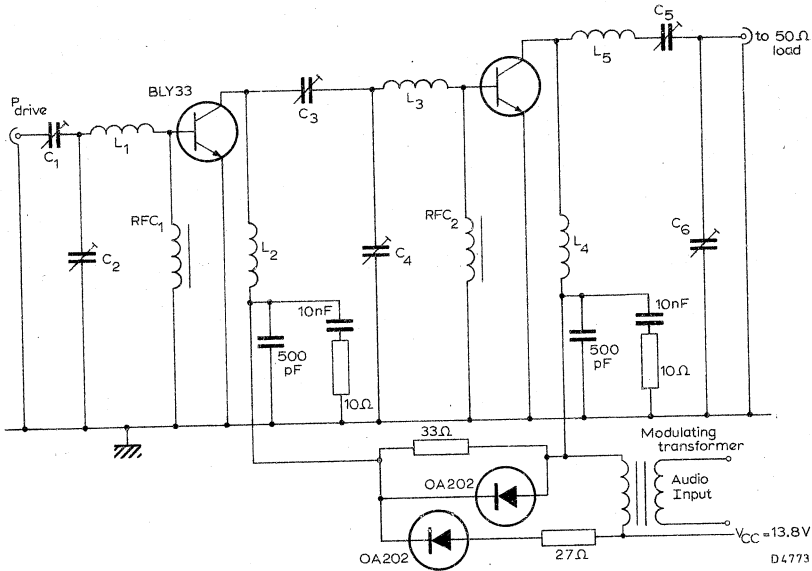 P drive
C1
L1
BLY33
C2
RFC1
L2
C3
L3
C4
RFC2
L5
C5
to 50Ω
load
L4
C6
10nF
500
pF
10Ω
10nF
500
pF
10Ω
33Ω
OA202
OA202
27Ω
Modulating
transformer
Audio
Input
VCC = 13.8V
D4773